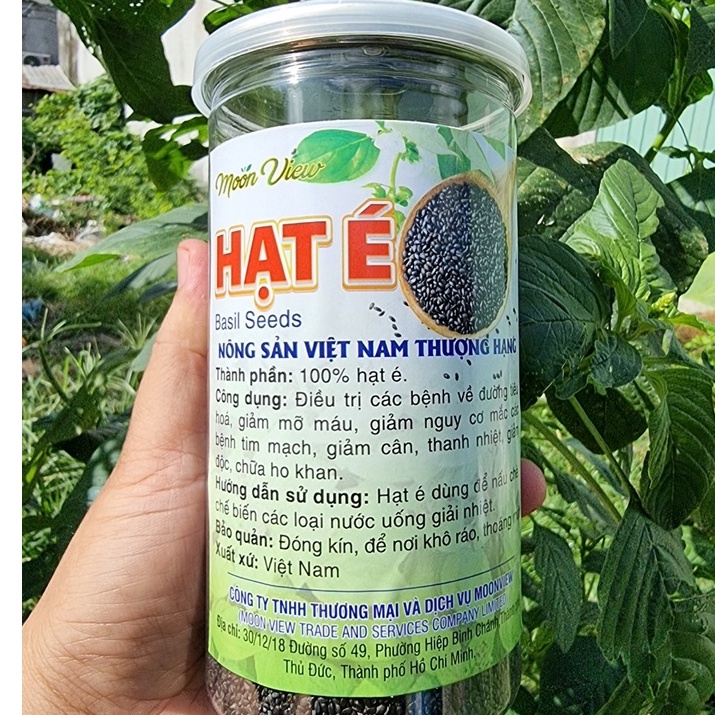 Moon View
HẠT É
Basil Seeds
NÔNG SẢN VIỆT NAM THƯỢNG HẠNG
Thành phần: 100% hạt é.
Công dụng: Điều trị các bệnh về đường tiêu
hoá, giảm mỡ máu, giảm nguy cơ mắc các
bệnh tim mạch, giảm cân, thanh nhiệt, giải
độc, chữa ho khan.
Hướng dẫn sử dụng: Hạt é dùng để nấu chè
chế biến các loại nước uống giải nhiệt.
Bảo quản: Đóng kín, để nơi khô ráo, thoáng
Xuất xứ: Việt Nam
CÔNG TY TNHH THƯƠNG MẠI VÀ DỊCH VỤ MOONVIEW
(MOON VIEW TRADE AND SERVICES COMPANY LIMITED)
Địa chỉ: 30/12/18 Đường số 49, Phường Hiệp Bình Chánh,
Thủ Đức, Thành phố Hồ Chí Minh.